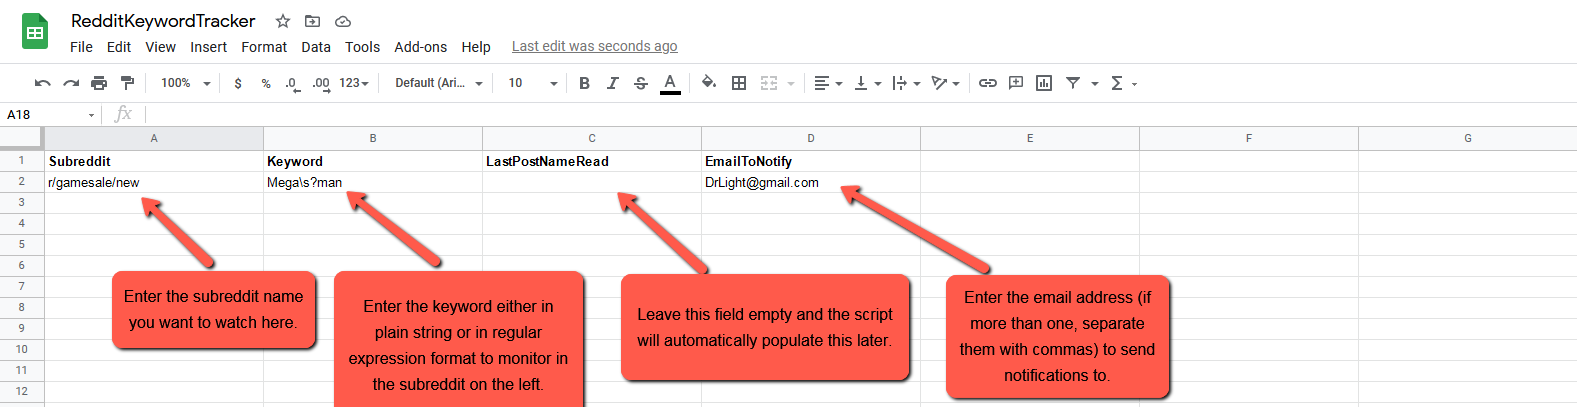 RedditKeywordTracker
File Edit View Insert Format Data Tools Add-ons Help Last edit was seconds ago
100% $ % .0 .00 123 Default (Ari... 10 B I S A
A18 fx
A B C D E F G
1 Subreddit Keyword LastPostNameRead EmailToNotify
2 r/gamesale/new Mega\s?man DrLight@gmail.com
3
4
5
6
7
8
9
10
11
12
Enter the subreddit name
you want to watch here.
Enter the keyword either in
plain string or in regular
expression format to monitor in
the subreddit on the left.
Leave this field empty and the script
will automatically populate this later.
Enter the email address (if
more than one, separate
them with commas) to send
notifications to.